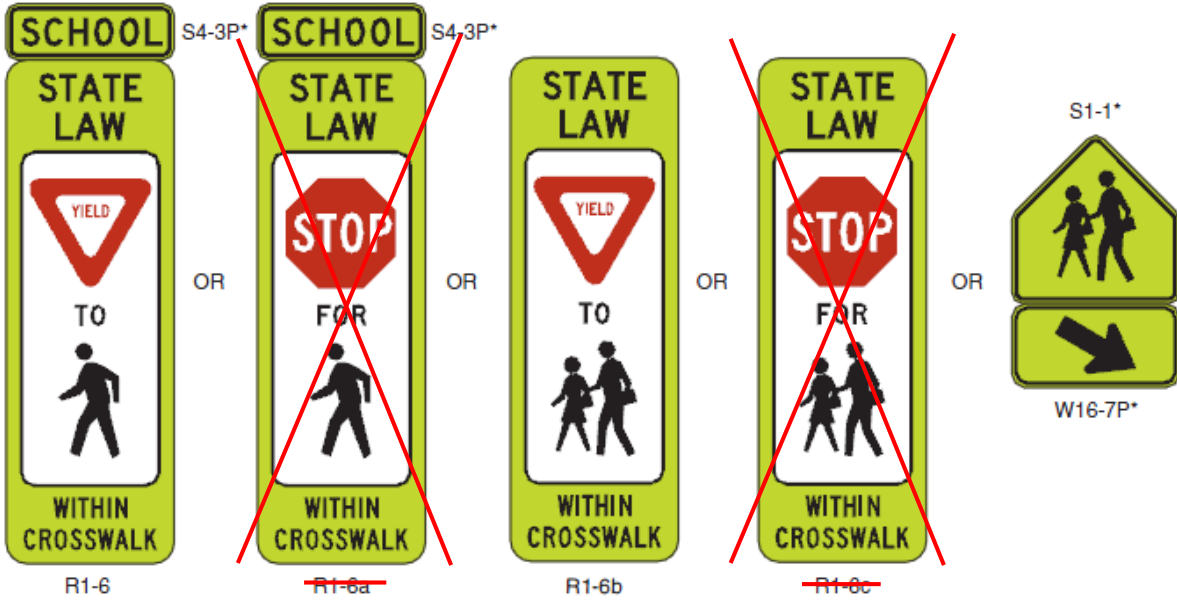 SCHOOL S4-3P*
STATE
LAW
YIELD
TO
WITHIN
CROSSWALK
R1-6
OR
SCHOOL S4-3P*
STATE
LAW
STOP
FOR
WITHIN
CROSSWALK
R1-6a
OR
STATE
LAW
YIELD
TO
WITHIN
CROSSWALK
R1-6b
OR
STATE
LAW
STOP
FOR
WITHIN
CROSSWALK
R1-6c
OR
S1-1*
W16-7P*